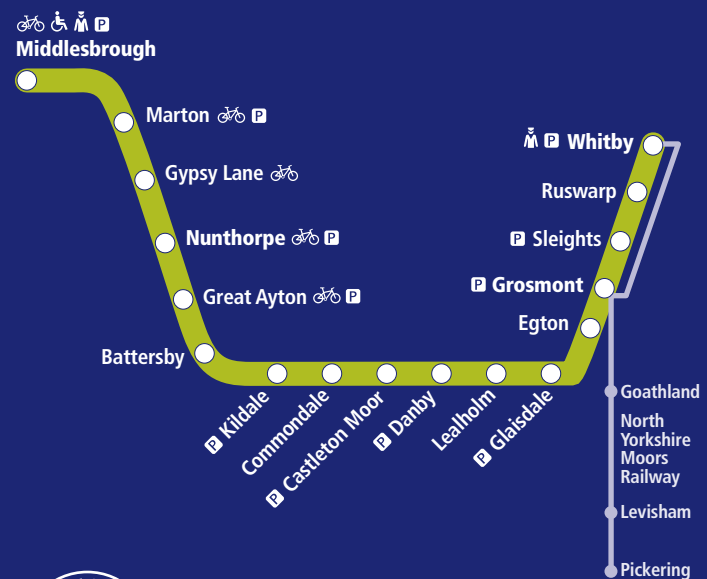 P
Middlesbrough
Marton P
Gypsy Lane
Nunthorpe P
Great Ayton P
Battersby
P Kildale
Commondale
P Castleton Moor
P Danby
Lealholm
P Glaisdale
Egton
P Grosmont
P Sleights
Ruswarp
P Whitby
Goathland
North
Yorkshire
Moors
Railway
Levisham
Pickering